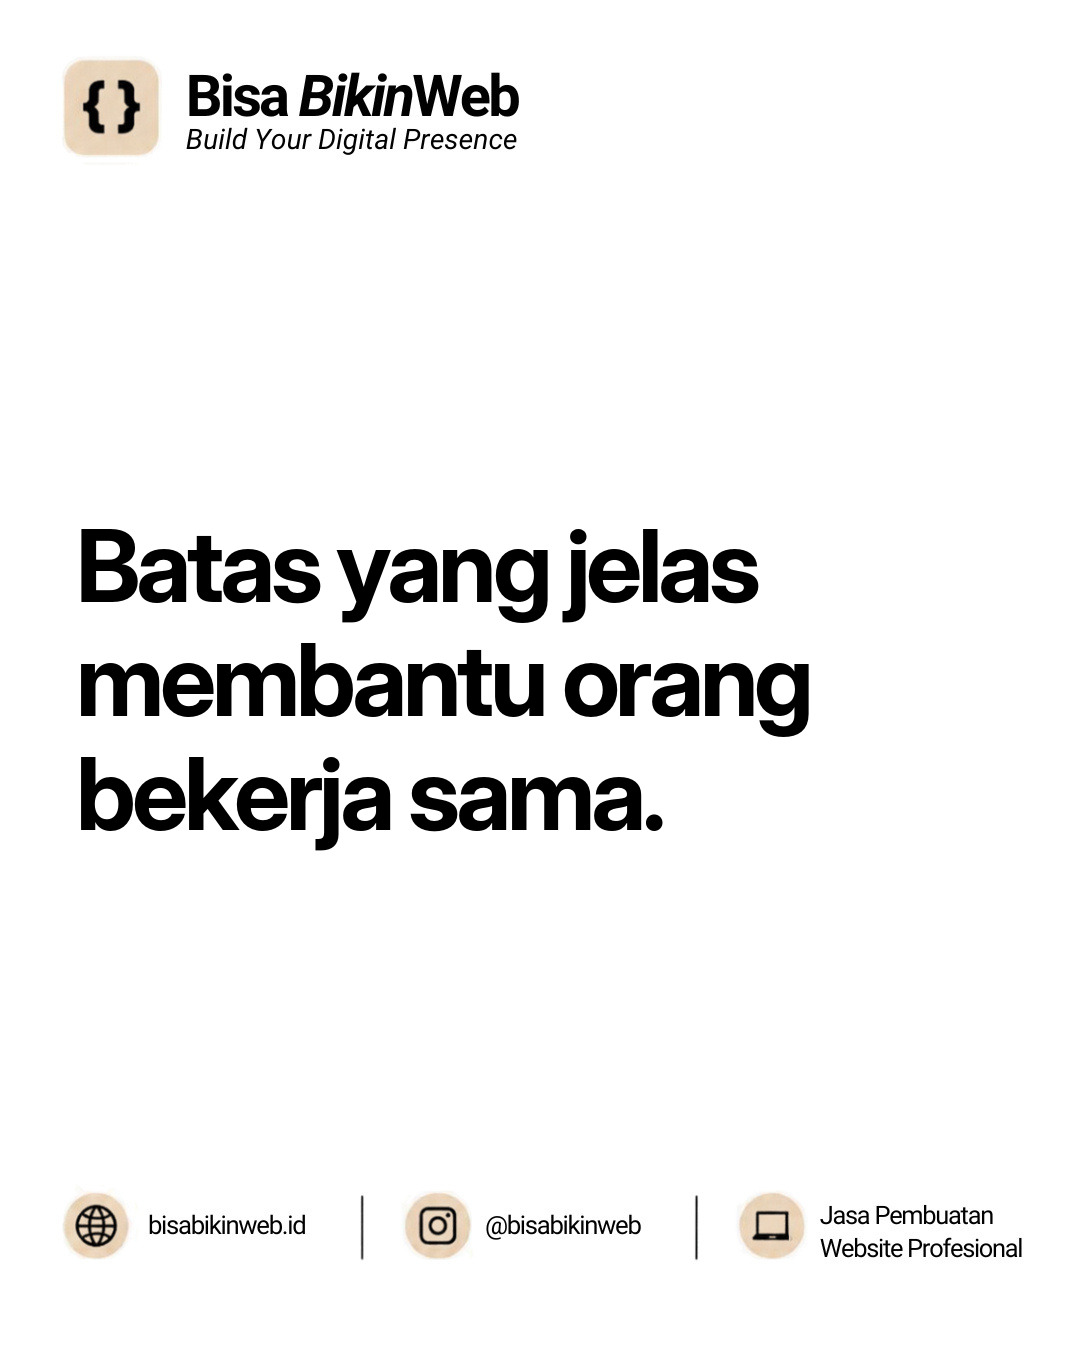 { }
Bisa BikinWeb
Build Your Digital Presence
Batas yang jelas
membantu orang
bekerja sama.
bisabikinweb.id
@bisabikinweb
Jasa Pembuatan
Website Profesional